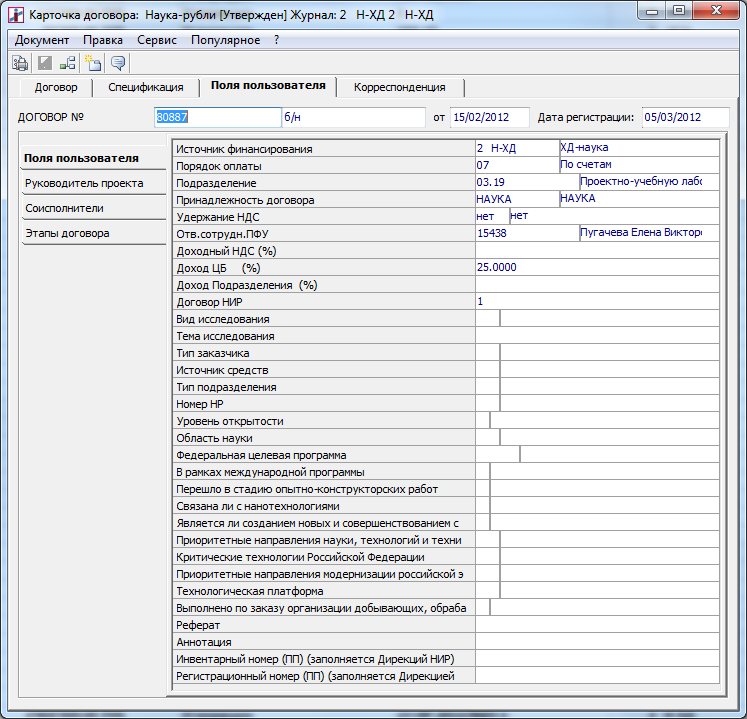 Карточка договора: Наука-рубли [Утвержден] Журнал: 2 Н-ХД 2 Н-ХД
Документ Правка Сервис Популярное ?
Договор Спецификация Поля пользователя Корреспонденция
ДОГОВОР № 80887 б/н от 15/02/2012 Дата регистрации: 05/03/2012
Поля пользователя
Руководитель проекта
Соисполнители
Этапы договора
Источник финансирования 2 Н-ХД ХД-наука
Порядок оплаты 07 По счетам
Подразделение 03.19 Проектно-учебную лабо
Принадлежность договора НАУКА НАУКА
Удержание НДС нет нет
Отв.сотрудн.ПФУ 15438 Пугачева Елена Викторо
Доходный НДС (%)
Доход ЦБ (%) 25.0000
Доход Подразделения (%)
Договор НИР 1
Вид исследования
Тема исследования
Тип заказчика
Источник средств
Тип подразделения
Номер НР
Уровень открытости
Область науки
Федеральная целевая программа
В рамках международной программы
Перешло в стадию опытно-конструкторских работ
Связана ли с нанотехнологиями
Является ли созданием новых и совершенствованием с
Приоритетные направления науки, технологий и техни
Критические технологии Российской Федерации
Приоритетные направления модернизации российской э
Технологическая платформа
Выполнено по заказу организации добывающих, обраба
Реферат
Аннотация
Инвентарный номер (ПП) (заполняется Дирекций НИР)
Регистрационный номер (ПП) (заполняется Дирекцией